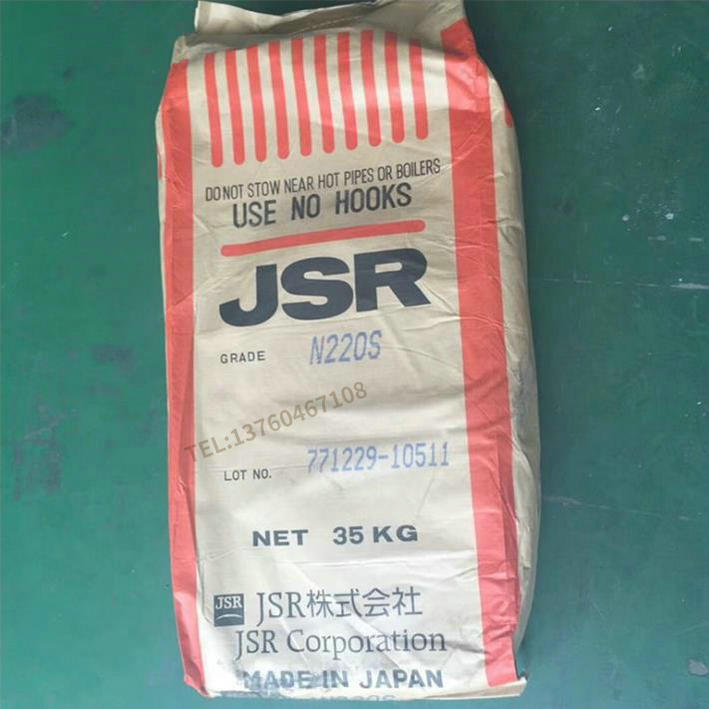 DO NOT STOW NEAR HOT PIPES OR BOILERS
USE NO HOOKS
JSR
GRADE N220S
TEL:13760467108
LOT NO. 771229-10511
NET 35 KG
JSR JSR株式会社
JSR Corporation
MADE IN JAPAN